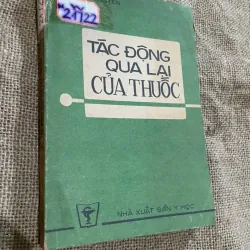 TÁC ĐỘNG
QUA LẠI
CỦA THUỐC
NHÀ XUẤT BẢN Y HỌC